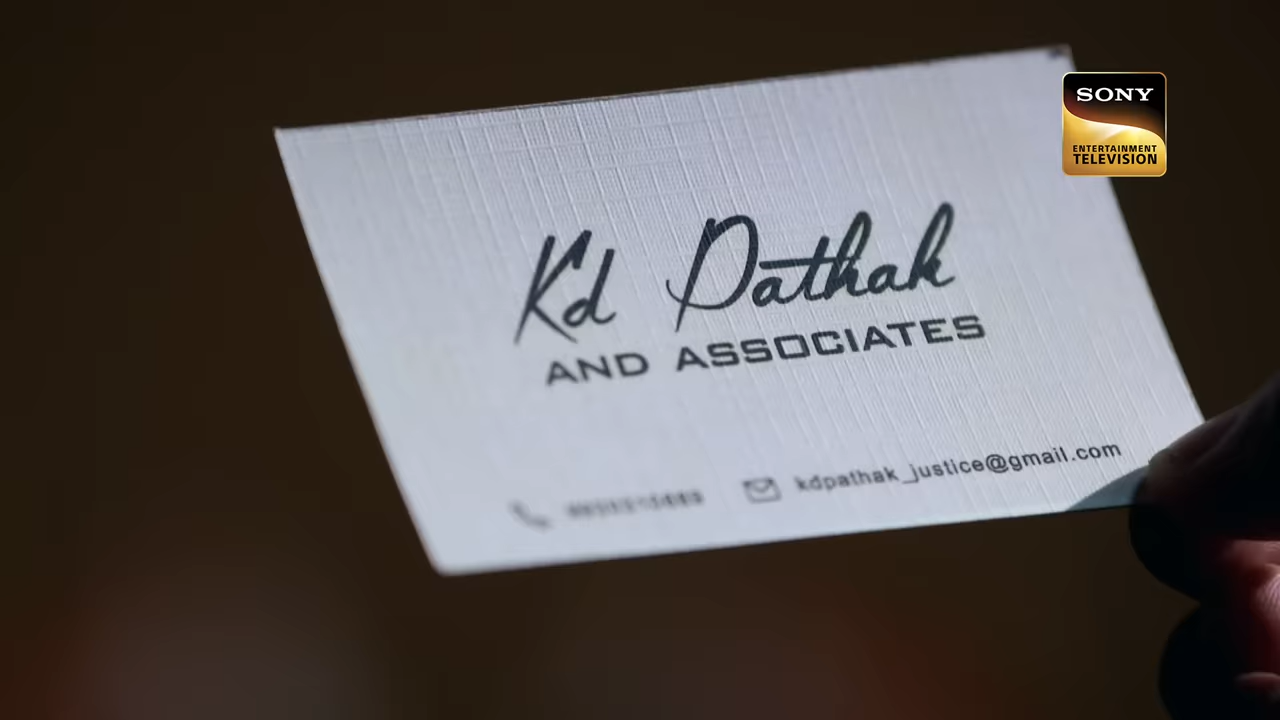 SONY
ENTERTAINMENT
TELEVISION
Kd Pathak
AND ASSOCIATES
kdpathak_justice@gmail.com